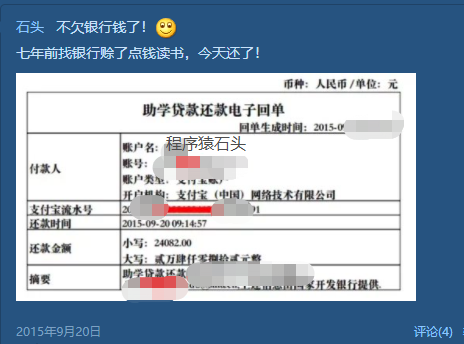 石头 不欠银行钱了！
七年前找银行赊了点钱读书，今天还了！
币种：人民币/单位：元
助学贷款还款电子回单
回单生成时间：2015-09
付款人
账户名：程序猿石头
账号：
账户类型：支付宝账户
开户机构：支付宝（中国）网络技术有限公司
支付宝流水号 20 91
还款时间 2015-09-20 09:14:57
还款金额
小写：24082.00
大写：贰万肆仟零捌拾贰元整
摘要
助学贷款还款
国家开发银行提供.
2015年9月20日 评论(4)